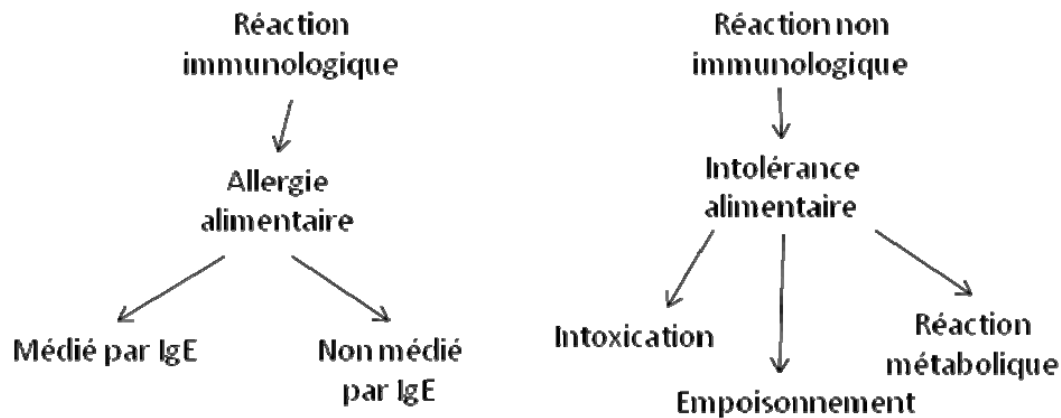 Réaction
immunologique
Allergie
alimentaire
Médié par IgE
Non médié
par IgE
Réaction non
immunologique
Intolérance
alimentaire
Intoxication
Empoisonnement
Réaction
métabolique